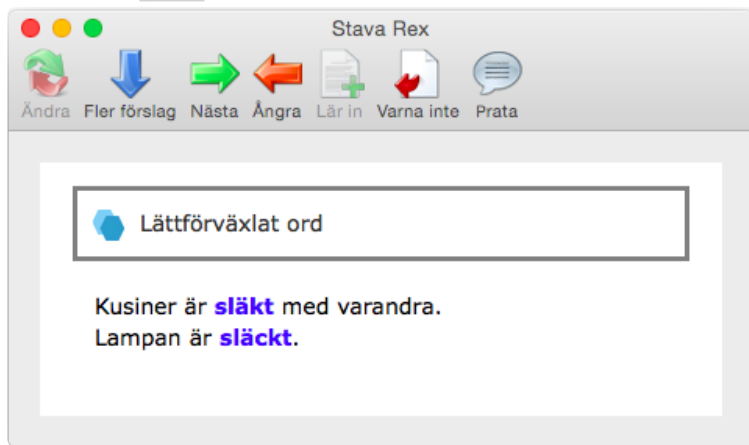 Stava Rex
Ändra Fler förslag Nästa Ångra Lär in Varna inte Prata
Lättförväxlat ord
Kusiner är släkt med varandra.
Lampan är släckt.